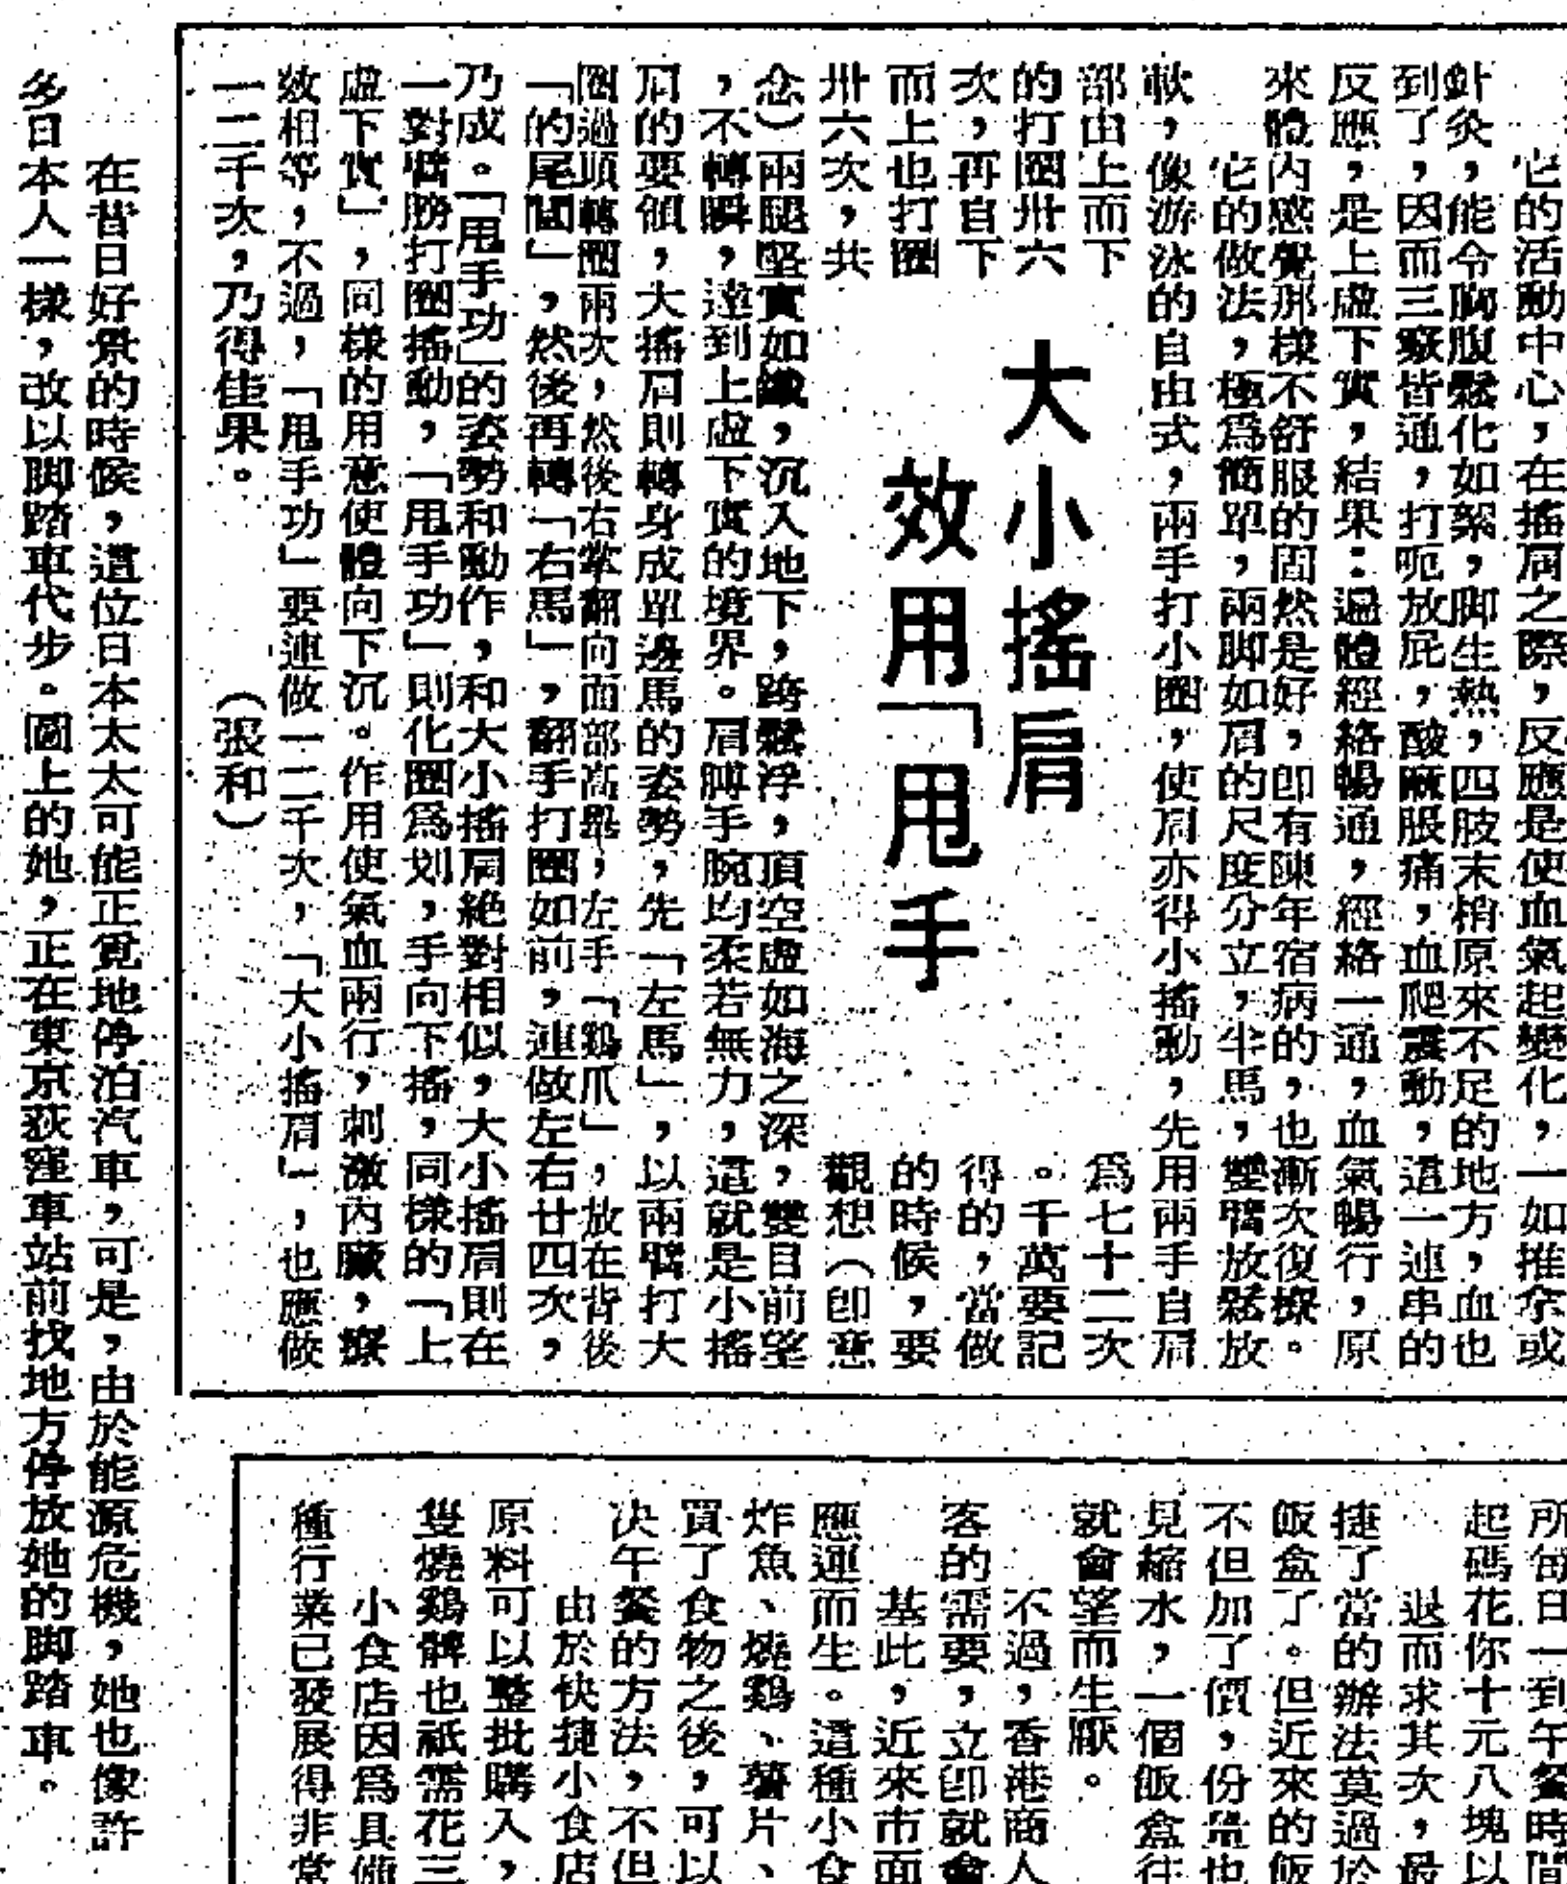 大小搖肩
效用「甩手
它的活動中心，在搖肩之際，反應是使血氣起變化，一如推拿或
針灸，能令胸腹鬆化如絮，脚生熱，四肢末梢原來不足的地方，血也
到了，因而三竅皆通，打呃放屁，酸麻脹痛，血爬震動，這一連串的
反應，是上虛下實，結果：遍體經絡暢通，經絡一通，血氣暢行，原
來體內感覺那樣不舒服的固然是好，卽有陳年宿病的，也漸次復㾾。
它的做法，極爲簡單，兩脚如肩的尺度分立，半馬，雙臂放鬆放
軟，像游泳的自由式，兩手打小圈，使肩亦得小搖動，先用兩手自肩
部由上而下
的打圈卅六
次，再自下
而上也打圈
卅六次，共
爲七十二次
。千萬要記
得的，當做
的時候，要
觀想（卽意
念）兩腿堅實如鐵，沉入地下，跨鬆浮，頂空虛如海之深，雙目前望
，不轉瞬，達到上虛下實的境界。肩膊手腕均柔若無力，這就是小搖
肩的要領，大搖肩則轉身成單邊馬的姿勢，先「左馬」，以兩臂打大
圈過頭轉圈兩次，然後右掌翻向面部高舉，左手「鷄爪」，放在背後
「的尾閭」，然後再轉「右馬」，翻手打圈如前，連做左右廿四次，
乃成。「甩手功」的姿勢和動作，和大小搖肩絶對相似，大小搖肩則在
一對臂膀打圈搖動，「甩手功」則化圈爲划，手向下搖，同樣的「上
虛下實」，同樣的用意使體向下沉。作用使氣血兩行，刺激內臟，療
效相等，不過，「甩手功」要連做一二千次，「大小搖肩」，也應做
一二千次，乃得佳果。（張和）
在昔日好景的時候，這位日本太太可能正覓地停泊汽車，可是，由於能源危機，她也像許
多日本人一樣，改以脚踏車代步。圖上的她，正在東京荻窪車站前找地方停放她的脚踏車。
所每日一到午餐時間
起碼花你十元八塊以
退而求其次，最
捷了當的辦法莫過於
飯盒了。但近來的飯
不但加了價，份量也
見縮水，一個飯盒往
就會望而生厭。
不過，香港商人
客的需要，立卽就會
基此，近來市面
應運而生。這種小食
炸魚、燒鷄、薯片、
買了食物之後，可以
决午餐的方法，不但
由於快捷小食店
原料可以整批購入，
隻燒鷄髀也祇需花三
小食店因爲具備
種行業已發展得非常